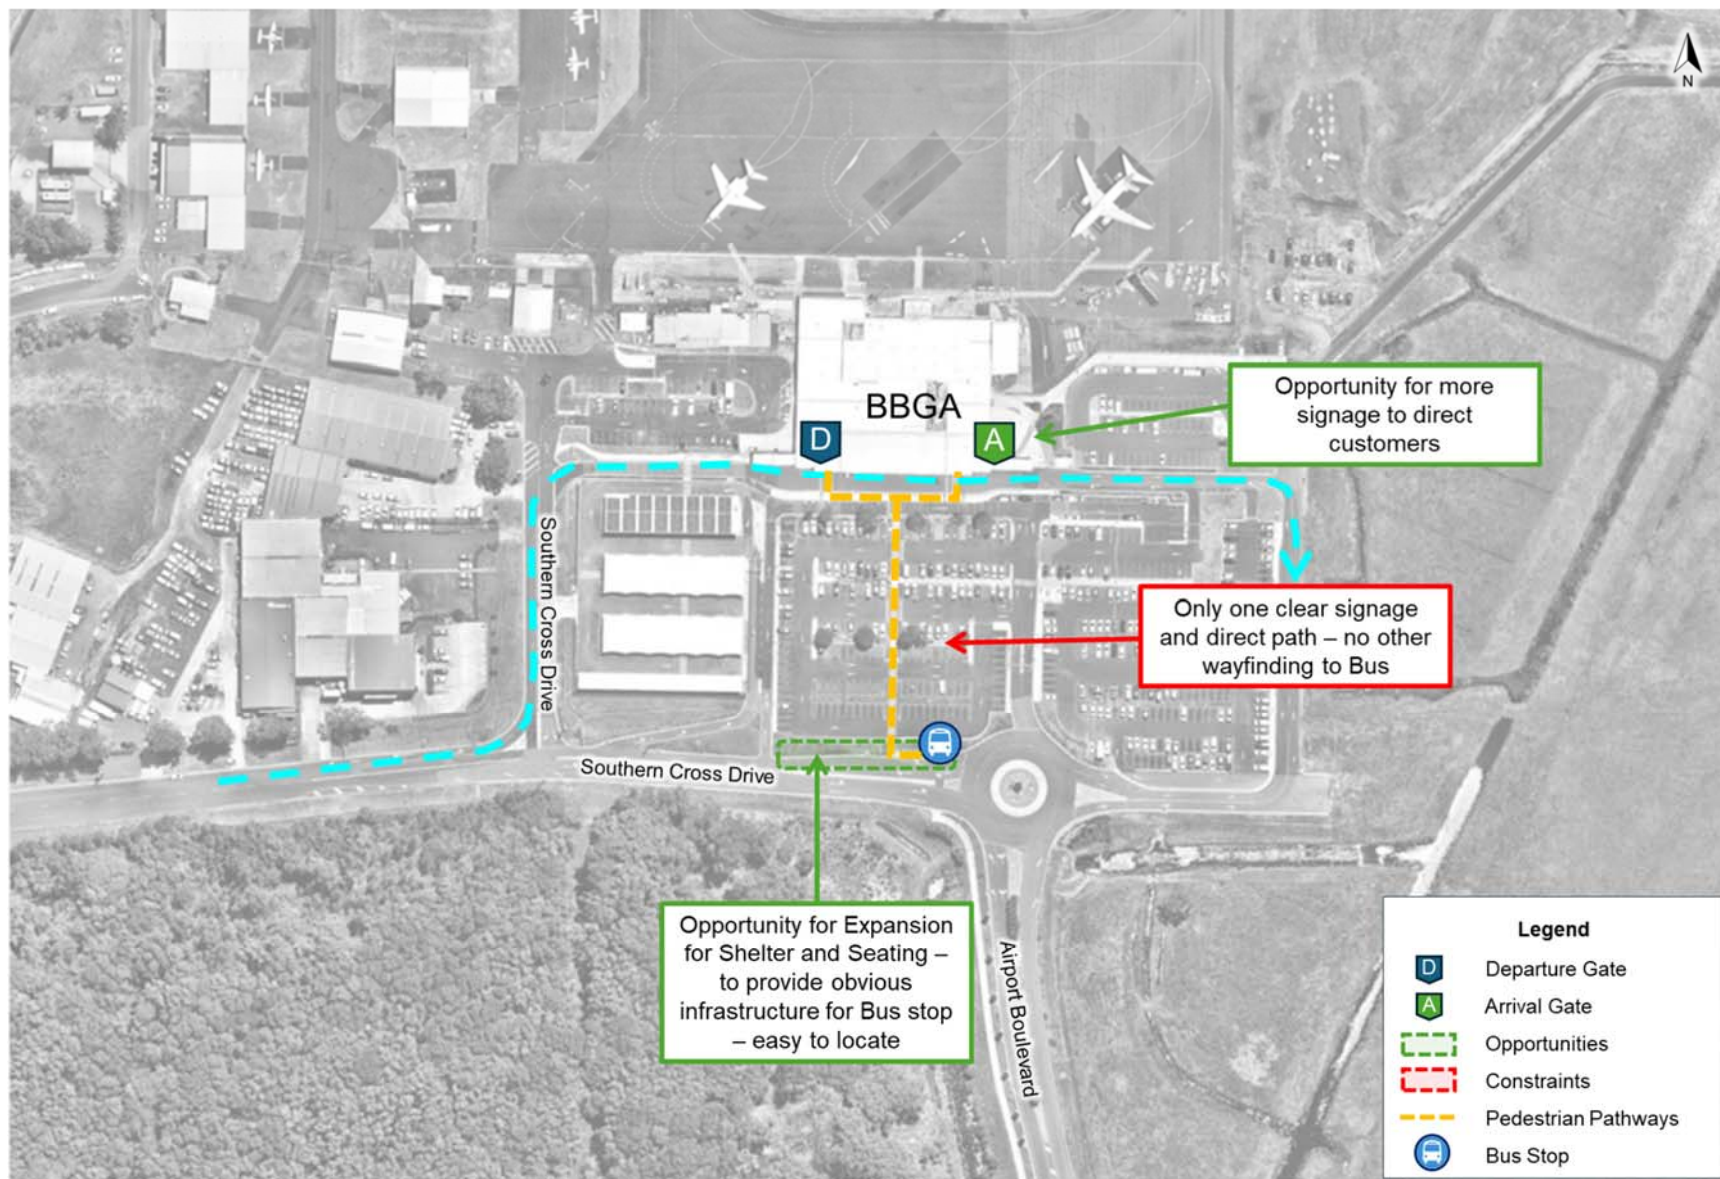 N
Opportunity for more
signage to direct
customers
BBGA
D
A
Southern Cross Drive
Only one clear signage
and direct path – no other
wayfinding to Bus
Southern Cross Drive
Opportunity for Expansion
for Shelter and Seating –
to provide obvious
infrastructure for Bus stop
– easy to locate
Airport Boulevard
Legend
D Departure Gate
A Arrival Gate
Opportunities
Constraints
Pedestrian Pathways
Bus Stop